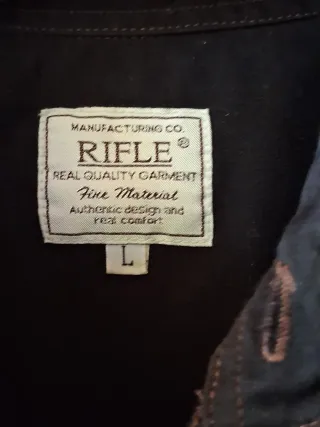 MANUFACTURING CO.
RIFLE®
REAL QUALITY GARMENT
Fine Material
Authentic design and
real comfort
L